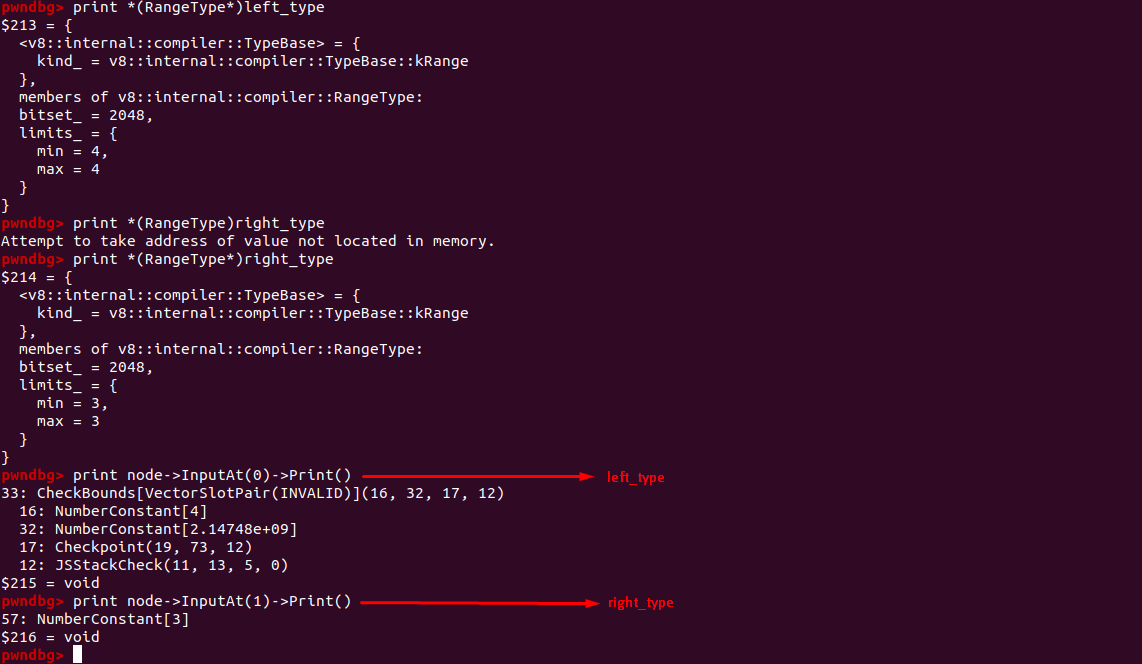 pwndbg> print *(RangeType*)left_type
$213 = {
  <v8::internal::compiler::TypeBase> = {
    kind_ = v8::internal::compiler::TypeBase::kRange
  },
  members of v8::internal::compiler::RangeType:
  bitset_ = 2048,
  limits_ = {
    min = 4,
    max = 4
  }
}
pwndbg> print *(RangeType)right_type
Attempt to take address of value not located in memory.
pwndbg> print *(RangeType*)right_type
$214 = {
  <v8::internal::compiler::TypeBase> = {
    kind_ = v8::internal::compiler::TypeBase::kRange
  },
  members of v8::internal::compiler::RangeType:
  bitset_ = 2048,
  limits_ = {
    min = 3,
    max = 3
  }
}
pwndbg> print node->InputAt(0)->Print() left_type
33: CheckBounds[VectorSlotPair(INVALID)](16, 32, 17, 12)
  16: NumberConstant[4]
  32: NumberConstant[2.14748e+09]
  17: Checkpoint(19, 73, 12)
  12: JSStackCheck(11, 13, 5, 0)
$215 = void
pwndbg> print node->InputAt(1)->Print() right_type
57: NumberConstant[3]
$216 = void
pwndbg>